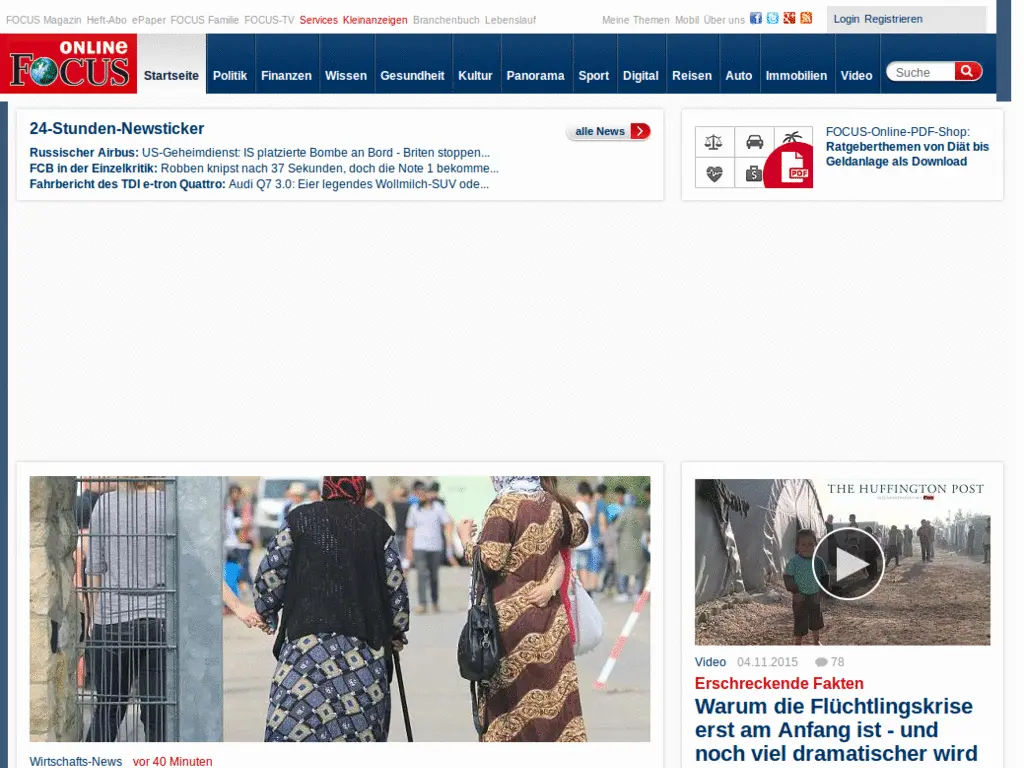 FOCUS Magazin Heft-Abo ePaper FOCUS Familie FOCUS-TV Services Kleinanzeigen Branchenbuch Lebenslauf Meine Themen Mobil Über uns Login Registrieren
ONLINE
FOCUS
Startseite Politik Finanzen Wissen Gesundheit Kultur Panorama Sport Digital Reisen Auto Immobilien Video Suche
24-Stunden-Newsticker
alle News
Russischer Airbus: US-Geheimdienst: IS platzierte Bombe an Bord - Briten stoppen...
FCB in der Einzelkritik: Robben knipst nach 37 Sekunden, doch die Note 1 bekomme...
Fahrbericht des TDI e-tron Quattro: Audi Q7 3.0: Eier legendes Wollmilch-SUV ode...
PDF
FOCUS-Online-PDF-Shop:
Ratgeberthemen von Diät bis
Geldanlage als Download
Wirtschafts-News vor 40 Minuten
THE HUFFINGTON POST
Video 04.11.2015 78
Erschreckende Fakten
Warum die Flüchtlingskrise
erst am Anfang ist - und
noch viel dramatischer wird